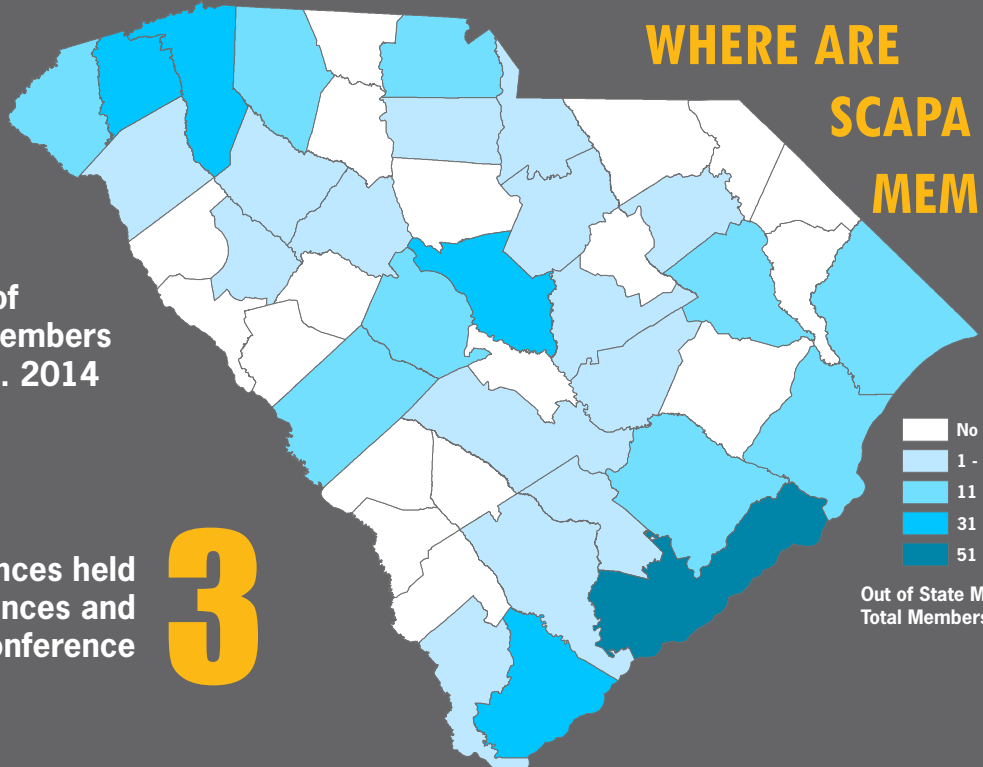 WHERE ARE
SCAPA
MEM
of
embers
. 2014
No
1 -
11
31
51
Out of State M
Total Members
nces held
nces and
onference
3